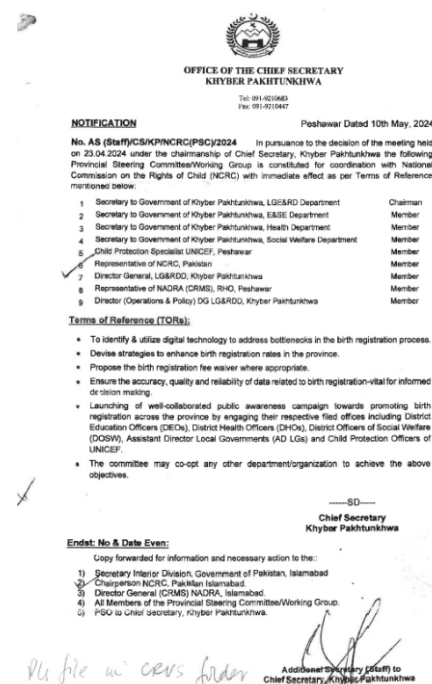 OFFICE OF THE CHIEF SECRETARY
KHYBER PAKHTUNKHWA
Tel: 091-9210683
Fax: 091-9210447
NOTIFICATION
Peshawar Dated 10th May, 2024
No. AS (Staff)/CS/KP/NCRC(PSC)/2024 In pursuance to the decision of the meeting held
on 23.04.2024 under the chairmanship of Chief Secretary, Khyber Pakhtunkhwa the following
Provincial Steering Committee/Working Group is constituted for coordination with National
Commission on the Rights of Child (NCRC) with immediate effect as per Terms of Reference
mentioned below:
1 Secretary to Government of Khyber Pakhtunkhwa, LGE&RD Department Chairman
2 Secretary to Government of Khyber Pakhtunkhwa, E&SE Department Member
3 Secretary to Government of Khyber Pakhtunkhwa, Health Department Member
4 Secretary to Government of Khyber Pakhtunkhwa, Social Welfare Department Member
5 Child Protection Specialist UNICEF, Peshawar Member
6 Representative of NCRC, Pakistan Member
7 Director General, LG&RDD, Khyber Pakhtunkhwa Member
8 Representative of NADRA (CRMS), RHO, Peshawar Member
9 Director (Operations & Policy) DG LG&RDD, Khyber Pakhtunkhwa Member
Terms of Reference (TORs):
• To identify & utilize digital technology to address bottlenecks in the birth registration process.
• Devise strategies to enhance birth registration rates in the province.
• Propose the birth registration fee waiver where appropriate.
• Ensure the accuracy, quality and reliability of data related to birth registration-vital for informed
decision making.
• Launching of well-collaborated public awareness campaign towards promoting birth
registration across the province by engaging their respective filed offices including District
Education Officers (DEOs), District Health Officers (DHOs), District Officers of Social Welfare
(DOSW), Assistant Director Local Governments (AD LGs) and Child Protection Officers of
UNICEF.
• The committee may co-opt any other department/organization to achieve the above
objectives.
-----SD-----
Chief Secretary
Khyber Pakhtunkhwa
Endst: No & Date Even:
Copy forwarded for information and necessary action to the::
1) Secretary Interior Division, Government of Pakistan, Islamabad
2) Chairperson NCRC, Pakistan Islamabad.
3) Director General (CRMS) NADRA, Islamabad.
4) All Members of the Provincial Steering Committee/Working Group.
5) PSO to Chief Secretary, Khyber Pakhtunkhwa.
Pls file in CRVS folder
Additional Secretary (Staff) to
Chief Secretary, Khyber Pakhtunkhwa